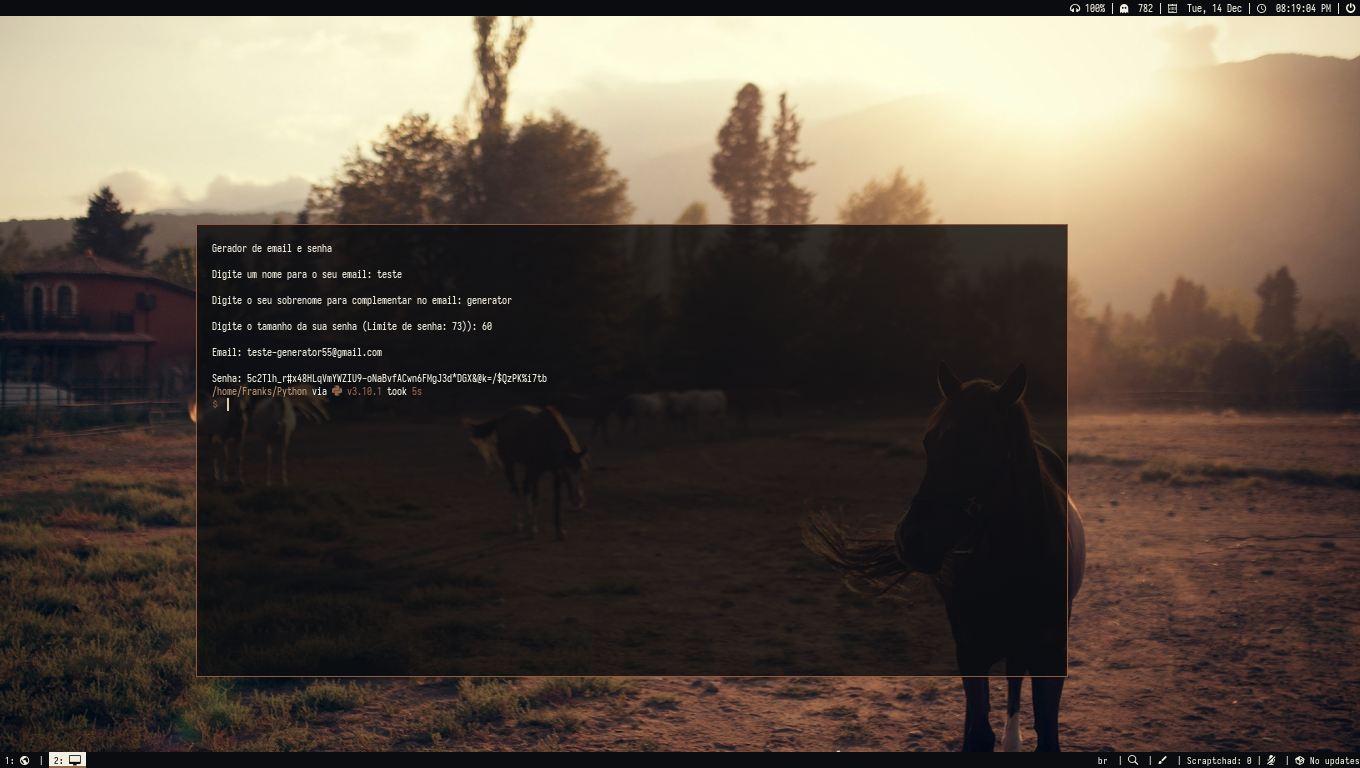 100% | 782 | Tue, 14 Dec | 08:19:04 PM |
Gerador de email e senha
Digite um nome para o seu email: teste
Digite o seu sobrenome para complementar no email: generator
Digite o tamanho da sua senha (Limite de senha: 73)): 60
Email: teste-generator55@gmail.com
Senha: 5c2Tlh_r#x48HLqVmYWZIU9-oNaBvfACwn6FMgJ3d*DGX&@k=/$QzPK%i7tb
/home/Franks/Python via v3.10.1 took 5s
$
1: | 2:
br | | | Scraptchad: 0 | | No updates